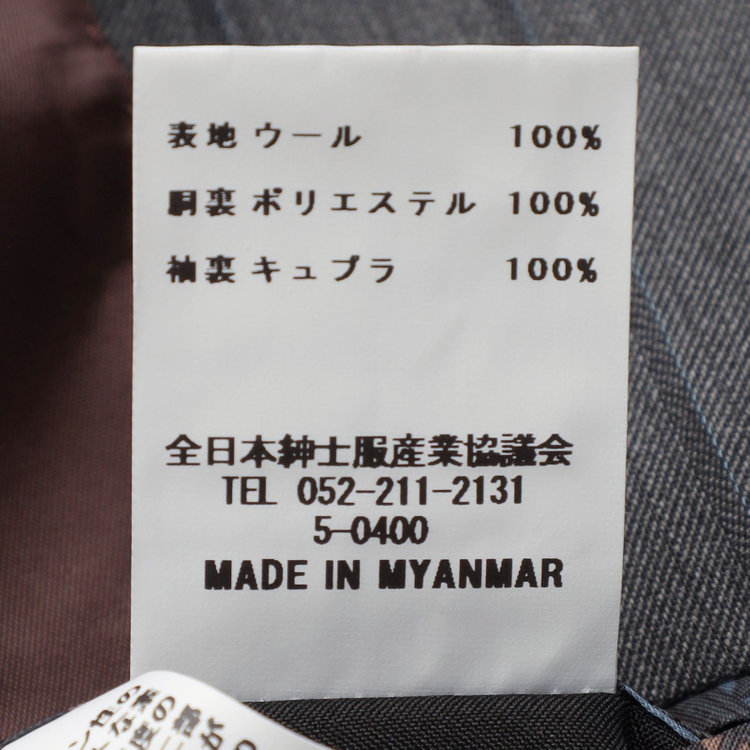 表地 ウール 100%
胴裏 ポリエステル 100%
袖裏 キュプラ 100%
全日本紳士服産業協議会
TEL 052-211-2131
5-0400
MADE IN MYANMAR